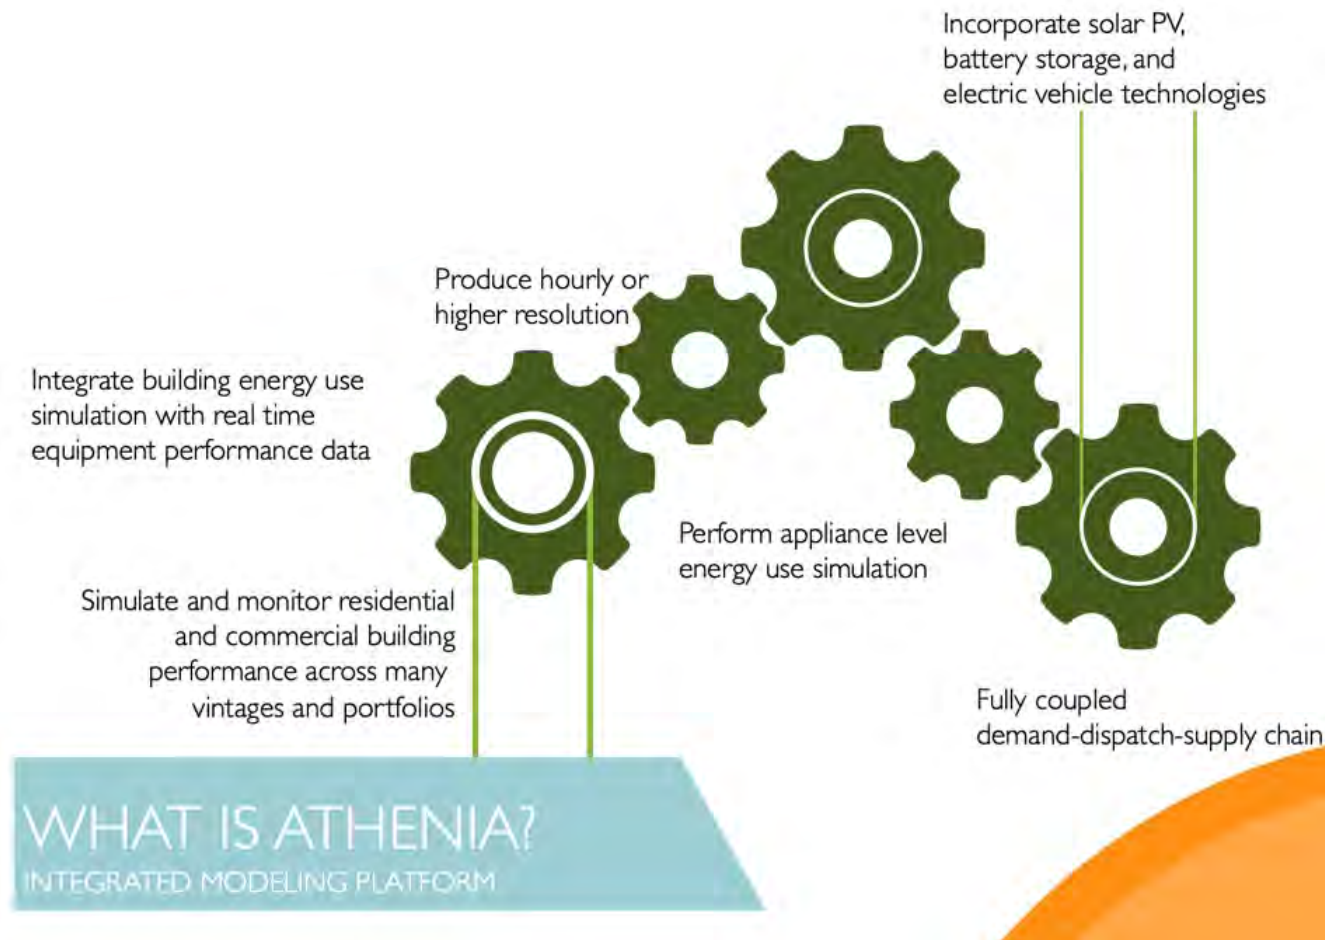 Incorporate solar PV,
battery storage, and
electric vehicle technologies
Produce hourly or
higher resolution
Integrate building energy use
simulation with real time
equipment performance data
Perform appliance level
energy use simulation
Simulate and monitor residential
and commercial building
performance across many
vintages and portfolios
Fully coupled
demand-dispatch-supply chain
WHAT IS ATHENIA?
INTEGRATED MODELING PLATFORM